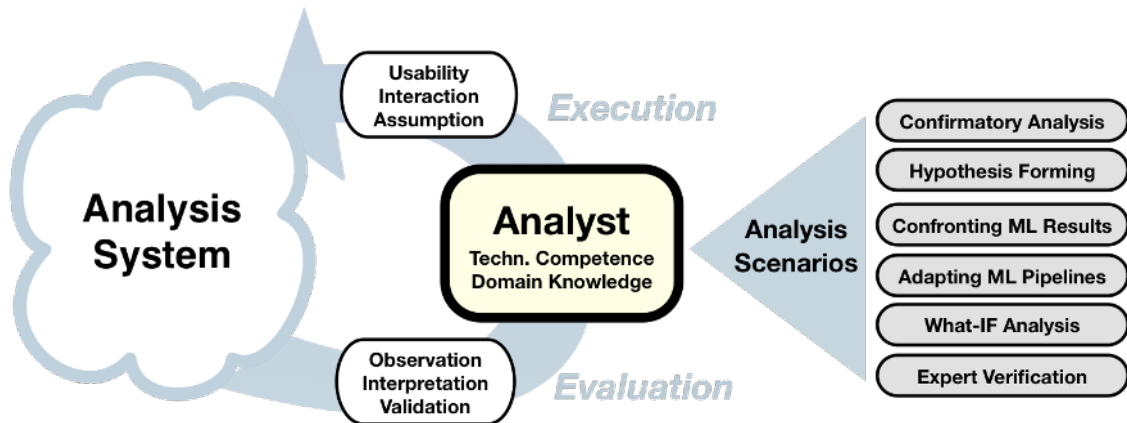 Usability
Interaction
Assumption
Execution
Analysis
System
Analyst
Techn. Competence
Domain Knowledge
Observation
Interpretation
Validation
Evaluation
Analysis
Scenarios
Confirmatory Analysis
Hypothesis Forming
Confronting ML Results
Adapting ML Pipelines
What-IF Analysis
Expert Verification